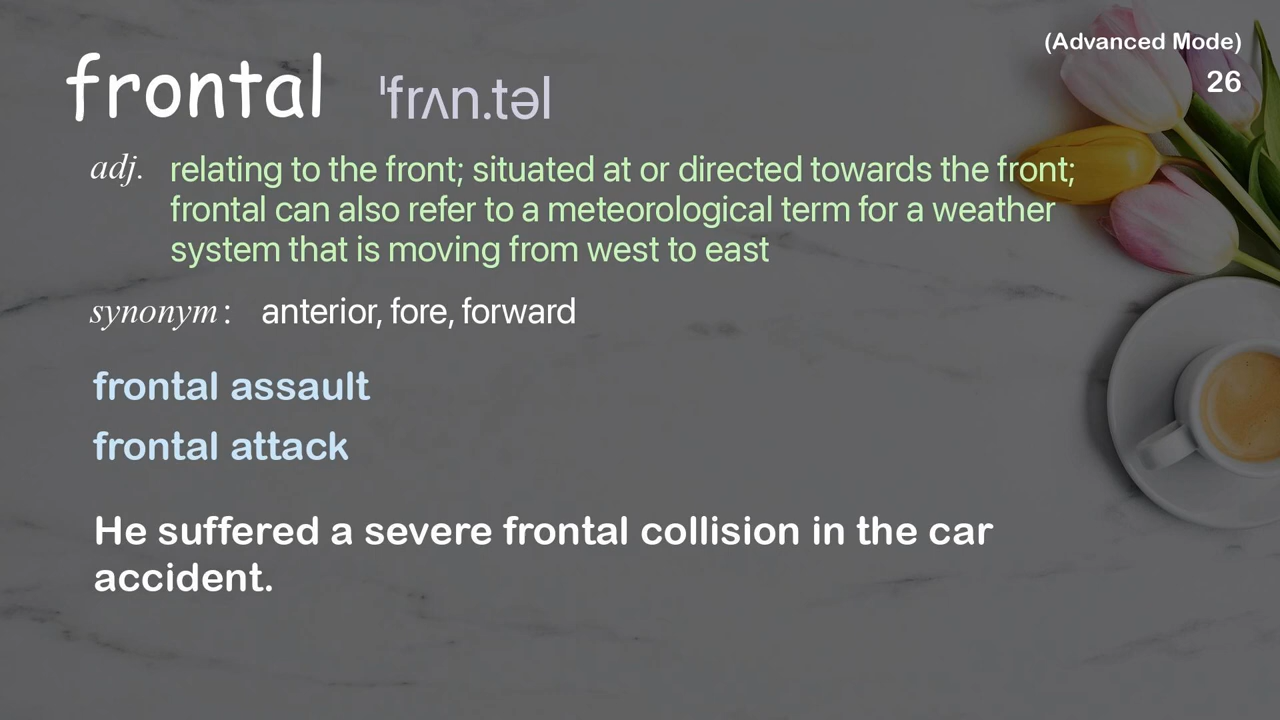 (Advanced Mode)
26
frontal ˈfrʌn.təl
adj. relating to the front; situated at or directed towards the front;
frontal can also refer to a meteorological term for a weather
system that is moving from west to east
synonym: anterior, fore, forward
frontal assault
frontal attack
He suffered a severe frontal collision in the car
accident.